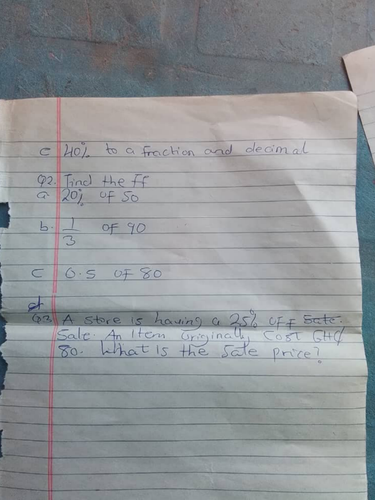 c 40% to a fraction and decimal
Q2. Find the ff
a 20% of 50
b. 1/3 of 90
C 0.5 of 80
d
Q3. A store is having a 25% off Sale.
Sale. An item originally cost GH¢
80. What is the sale price?